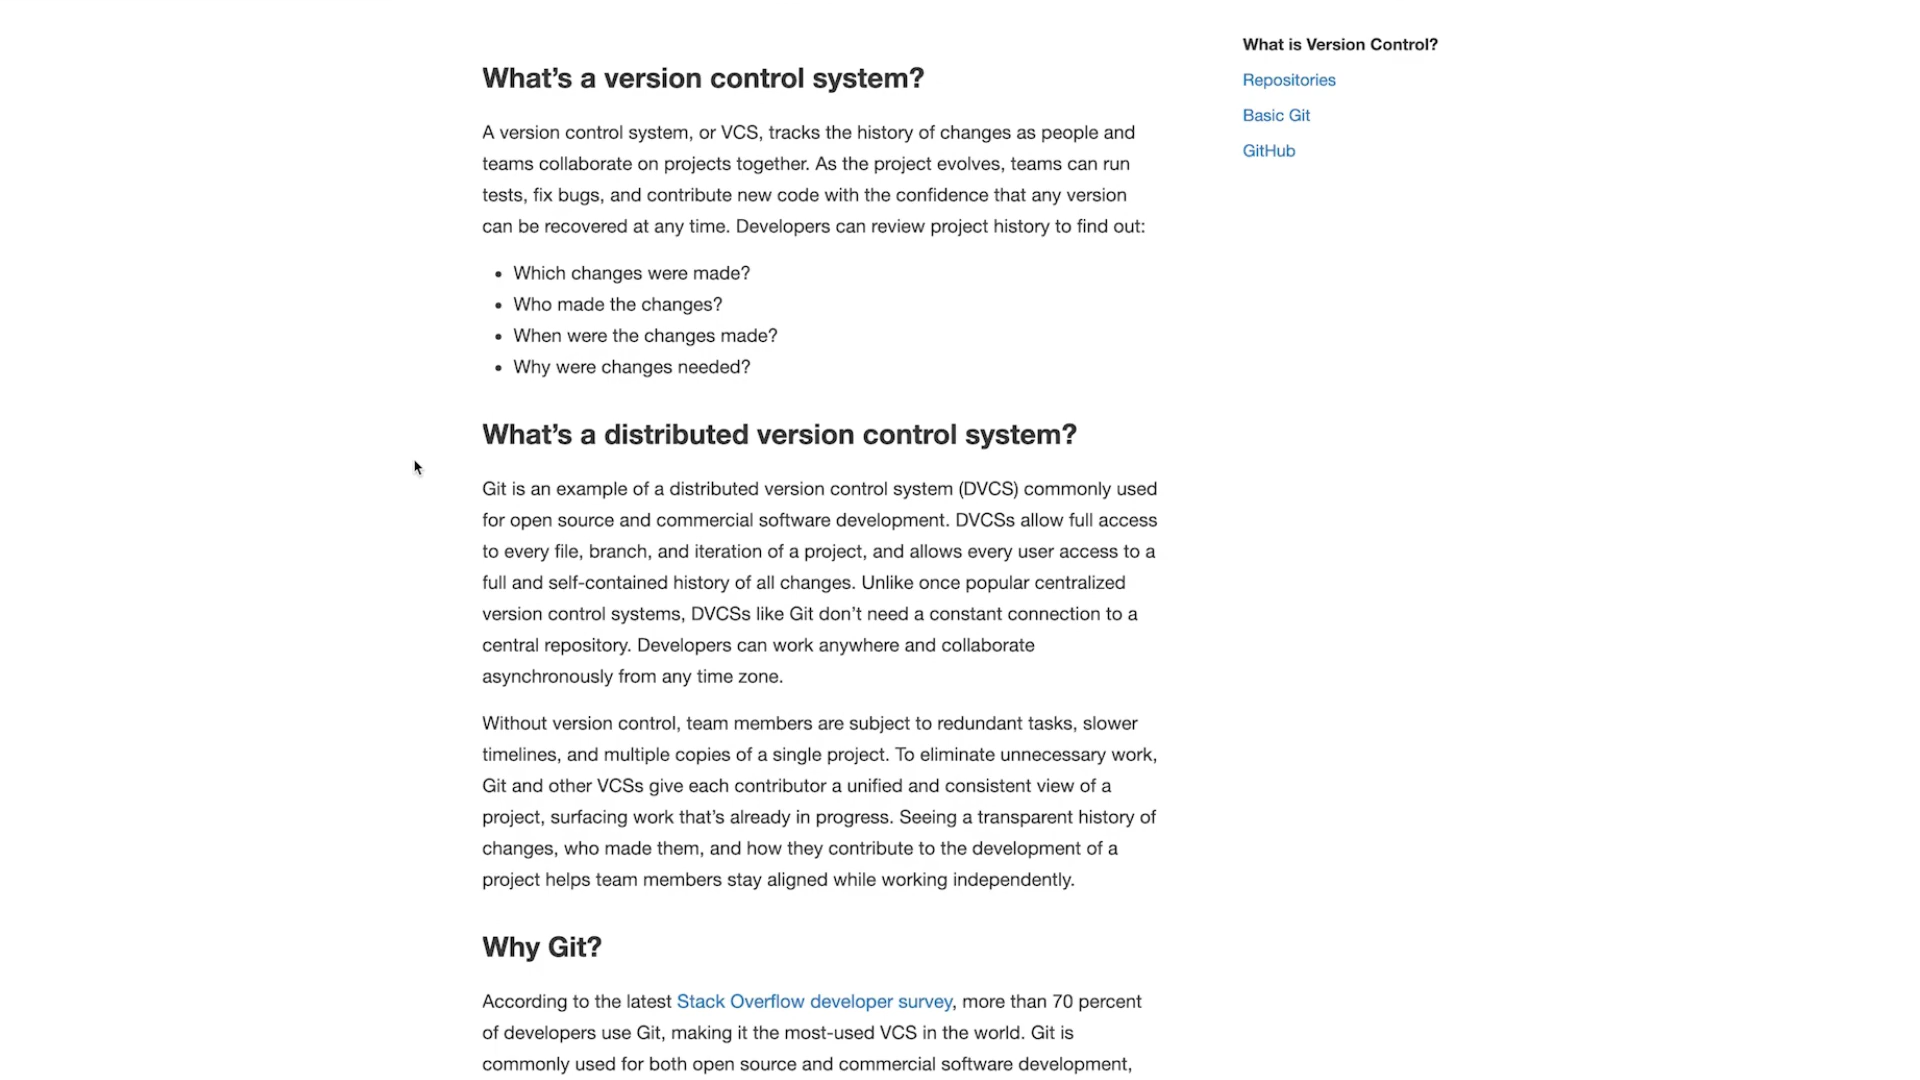 What’s a version control system?
A version control system, or VCS, tracks the history of changes as people and
teams collaborate on projects together. As the project evolves, teams can run
tests, fix bugs, and contribute new code with the confidence that any version
can be recovered at any time. Developers can review project history to find out:
Which changes were made?
Who made the changes?
When were the changes made?
Why were changes needed?
What’s a distributed version control system?
Git is an example of a distributed version control system (DVCS) commonly used
for open source and commercial software development. DVCSs allow full access
to every file, branch, and iteration of a project, and allows every user access to a
full and self-contained history of all changes. Unlike once popular centralized
version control systems, DVCSs like Git don’t need a constant connection to a
central repository. Developers can work anywhere and collaborate
asynchronously from any time zone.
Without version control, team members are subject to redundant tasks, slower
timelines, and multiple copies of a single project. To eliminate unnecessary work,
Git and other VCSs give each contributor a unified and consistent view of a
project, surfacing work that’s already in progress. Seeing a transparent history of
changes, who made them, and how they contribute to the development of a
project helps team members stay aligned while working independently.
Why Git?
According to the latest Stack Overflow developer survey, more than 70 percent
of developers use Git, making it the most-used VCS in the world. Git is
commonly used for both open source and commercial software development,
What is Version Control?
Repositories
Basic Git
GitHub